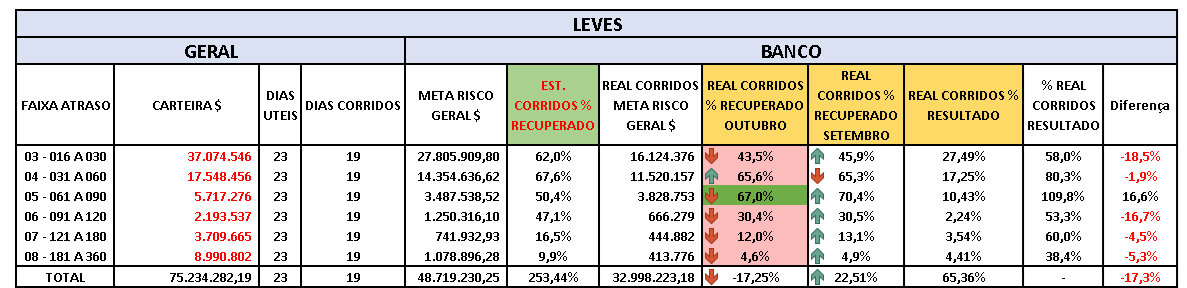 LEVES
GERAL BANCO
FAIXA ATRASO CARTEIRA $ DIAS UTEIS DIAS CORRIDOS META RISCO GERAL $ EST. CORRIDOS % RECUPERADO REAL CORRIDOS META RISCO GERAL $ REAL CORRIDOS % RECUPERADO OUTUBRO REAL CORRIDOS % RECUPERADO SETEMBRO REAL CORRIDOS % RESULTADO % REAL CORRIDOS RESULTADO Diferença
03 - 016 A 030 37.074.546 23 19 27.805.909,80 62,0% 16.124.376 43,5% 45,9% 27,49% 58,0% -18,5%
04 - 031 A 060 17.548.456 23 19 14.354.636,62 67,6% 11.520.157 65,6% 65,3% 17,25% 80,3% -1,9%
05 - 061 A 090 5.717.276 23 19 3.487.538,52 50,4% 3.828.753 67,0% 70,4% 10,43% 109,8% 16,6%
06 - 091 A 120 2.193.537 23 19 1.250.316,10 47,1% 666.279 30,4% 30,5% 2,24% 53,3% -16,7%
07 - 121 A 180 3.709.665 23 19 741.932,93 16,5% 444.882 12,0% 13,1% 3,54% 60,0% -4,5%
08 - 181 A 360 8.990.802 23 19 1.078.896,28 9,9% 413.776 4,6% 4,9% 4,41% 38,4% -5,3%
TOTAL 75.234.282,19 23 19 48.719.230,25 253,44% 32.998.223,18 -17,25% 22,51% 65,36% - -17,3%